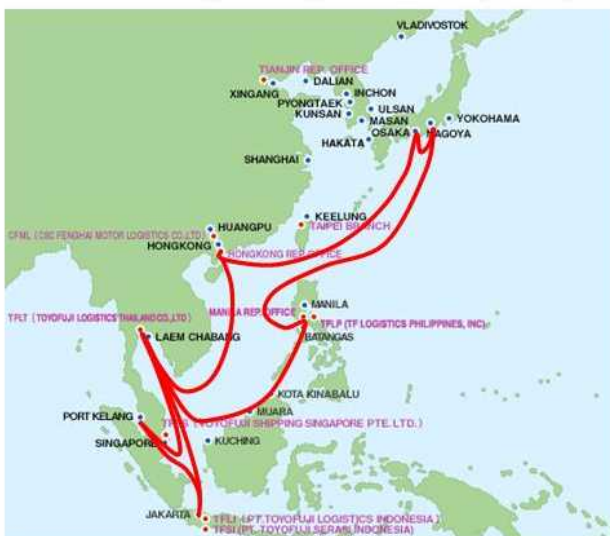 VLADIVOSTOK
TIANJIN REP. OFFICE
DALIAN
XINGANG
INCHON
PYONGTAEK
KUNSAN
ULSAN
MASAN
YOKOHAMA
OSAKA
NAGOYA
HAKATA
SHANGHAI
KEELUNG
TAIPEI BRANCH
HUANGPU
CFML ( CSC FENGHAI MOTOR LOGISTICS CO.,LTD )
HONGKONG
HONGKONG REP. OFFICE
MANILA
MANILA REP. OFFICE
TPLP (TF LOGISTICS PHILIPPINES, INC)
BATANGAS
TFLT ( TOYOFUJI LOGISTICS THAILAND CO.,LTD )
LAEM CHABANG
KOTA KINABALU
MUARA
PORT KELANG
(TOYOFUJI SHIPPING SINGAPORE PTE. LTD. )
SINGAPORE
KUCHING
JAKARTA
TFLI ( PT.TOYOFUJI LOGISTICS INDONESIA )
TFSI (PT. TOYOFUJI SERASI INDONESIA)